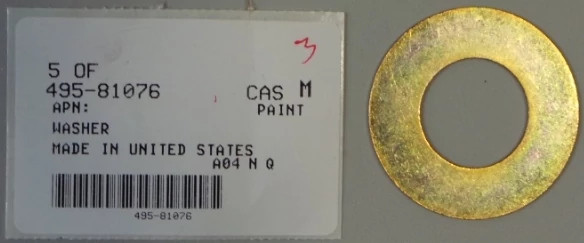 3
5 OF
495-81076 CAS M
APN: PAINT
WASHER
MADE IN UNITED STATES
A04 N Q
495-81076